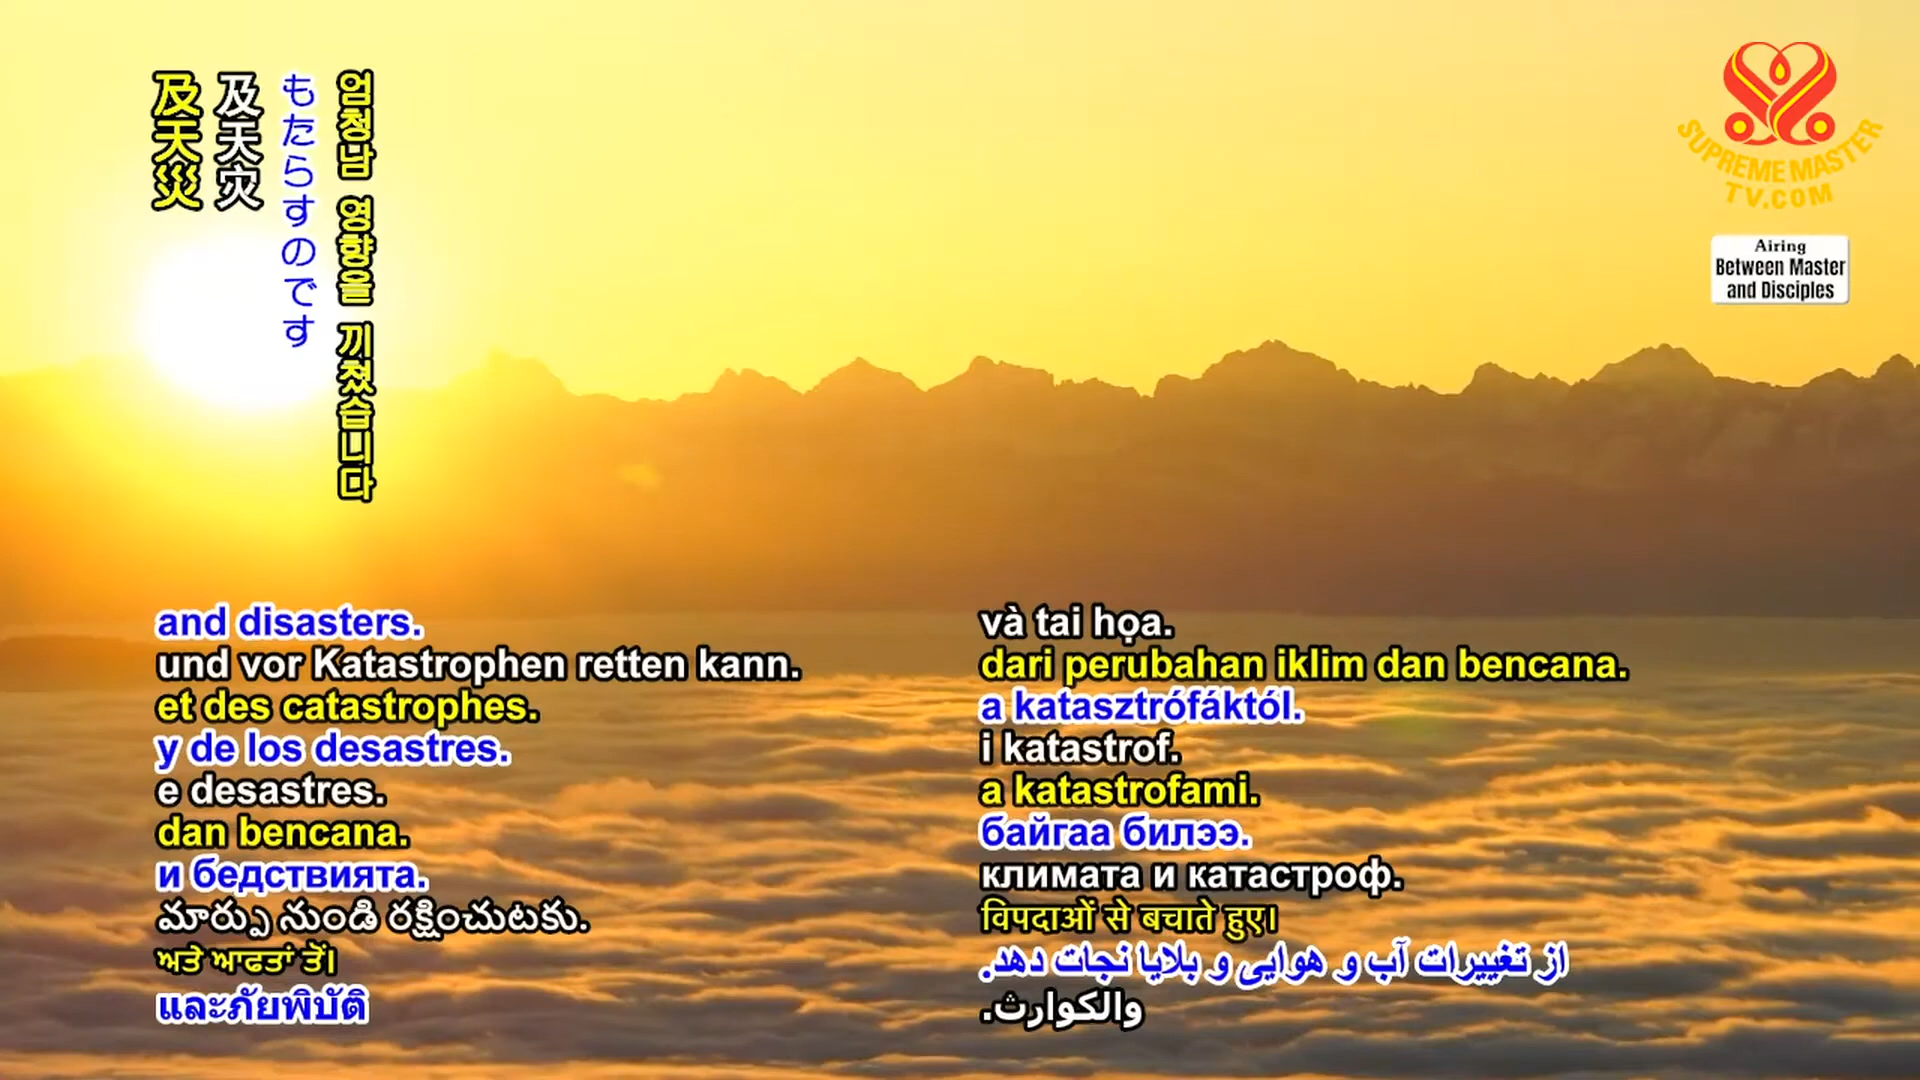 及天災
及天灾
もたらすのです
엄청난 영향을 끼쳤습니다
SUPREME MASTER
TV.COM
Airing
Between Master
and Disciples
and disasters.
und vor Katastrophen retten kann.
et des catastrophes.
y de los desastres.
e desastres.
dan bencana.
и бедствията.
మార్పు నుండి రక్షించుటకు.
ਅਤੇ ਆਫਤਾਂ ਤੋਂ।
และภัยพิบัติ
và tai họa.
dari perubahan iklim dan bencana.
a katasztrófáktól.
i katastrof.
a katastrofami.
байгаа билээ.
климата и катастроф.
विपदाओं से बचाते हुए।
از تغییرات آب و هوایی و بلایا نجات دهد.
والكوارث.